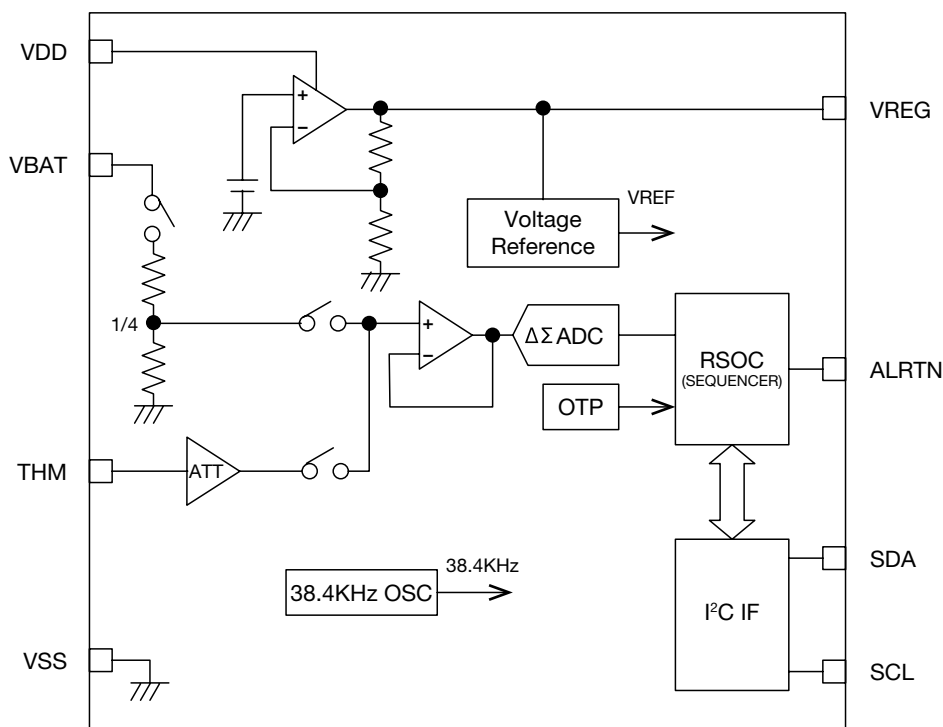 VDD
+
−
VREG
VBAT
Voltage
Reference
VREF
1/4
+
−
ΔΣ ADC
RSOC
(SEQUENCER)
ALRTN
OTP
THM
ATT
38.4KHz OSC
38.4KHz
I²C IF
SDA
SCL
VSS